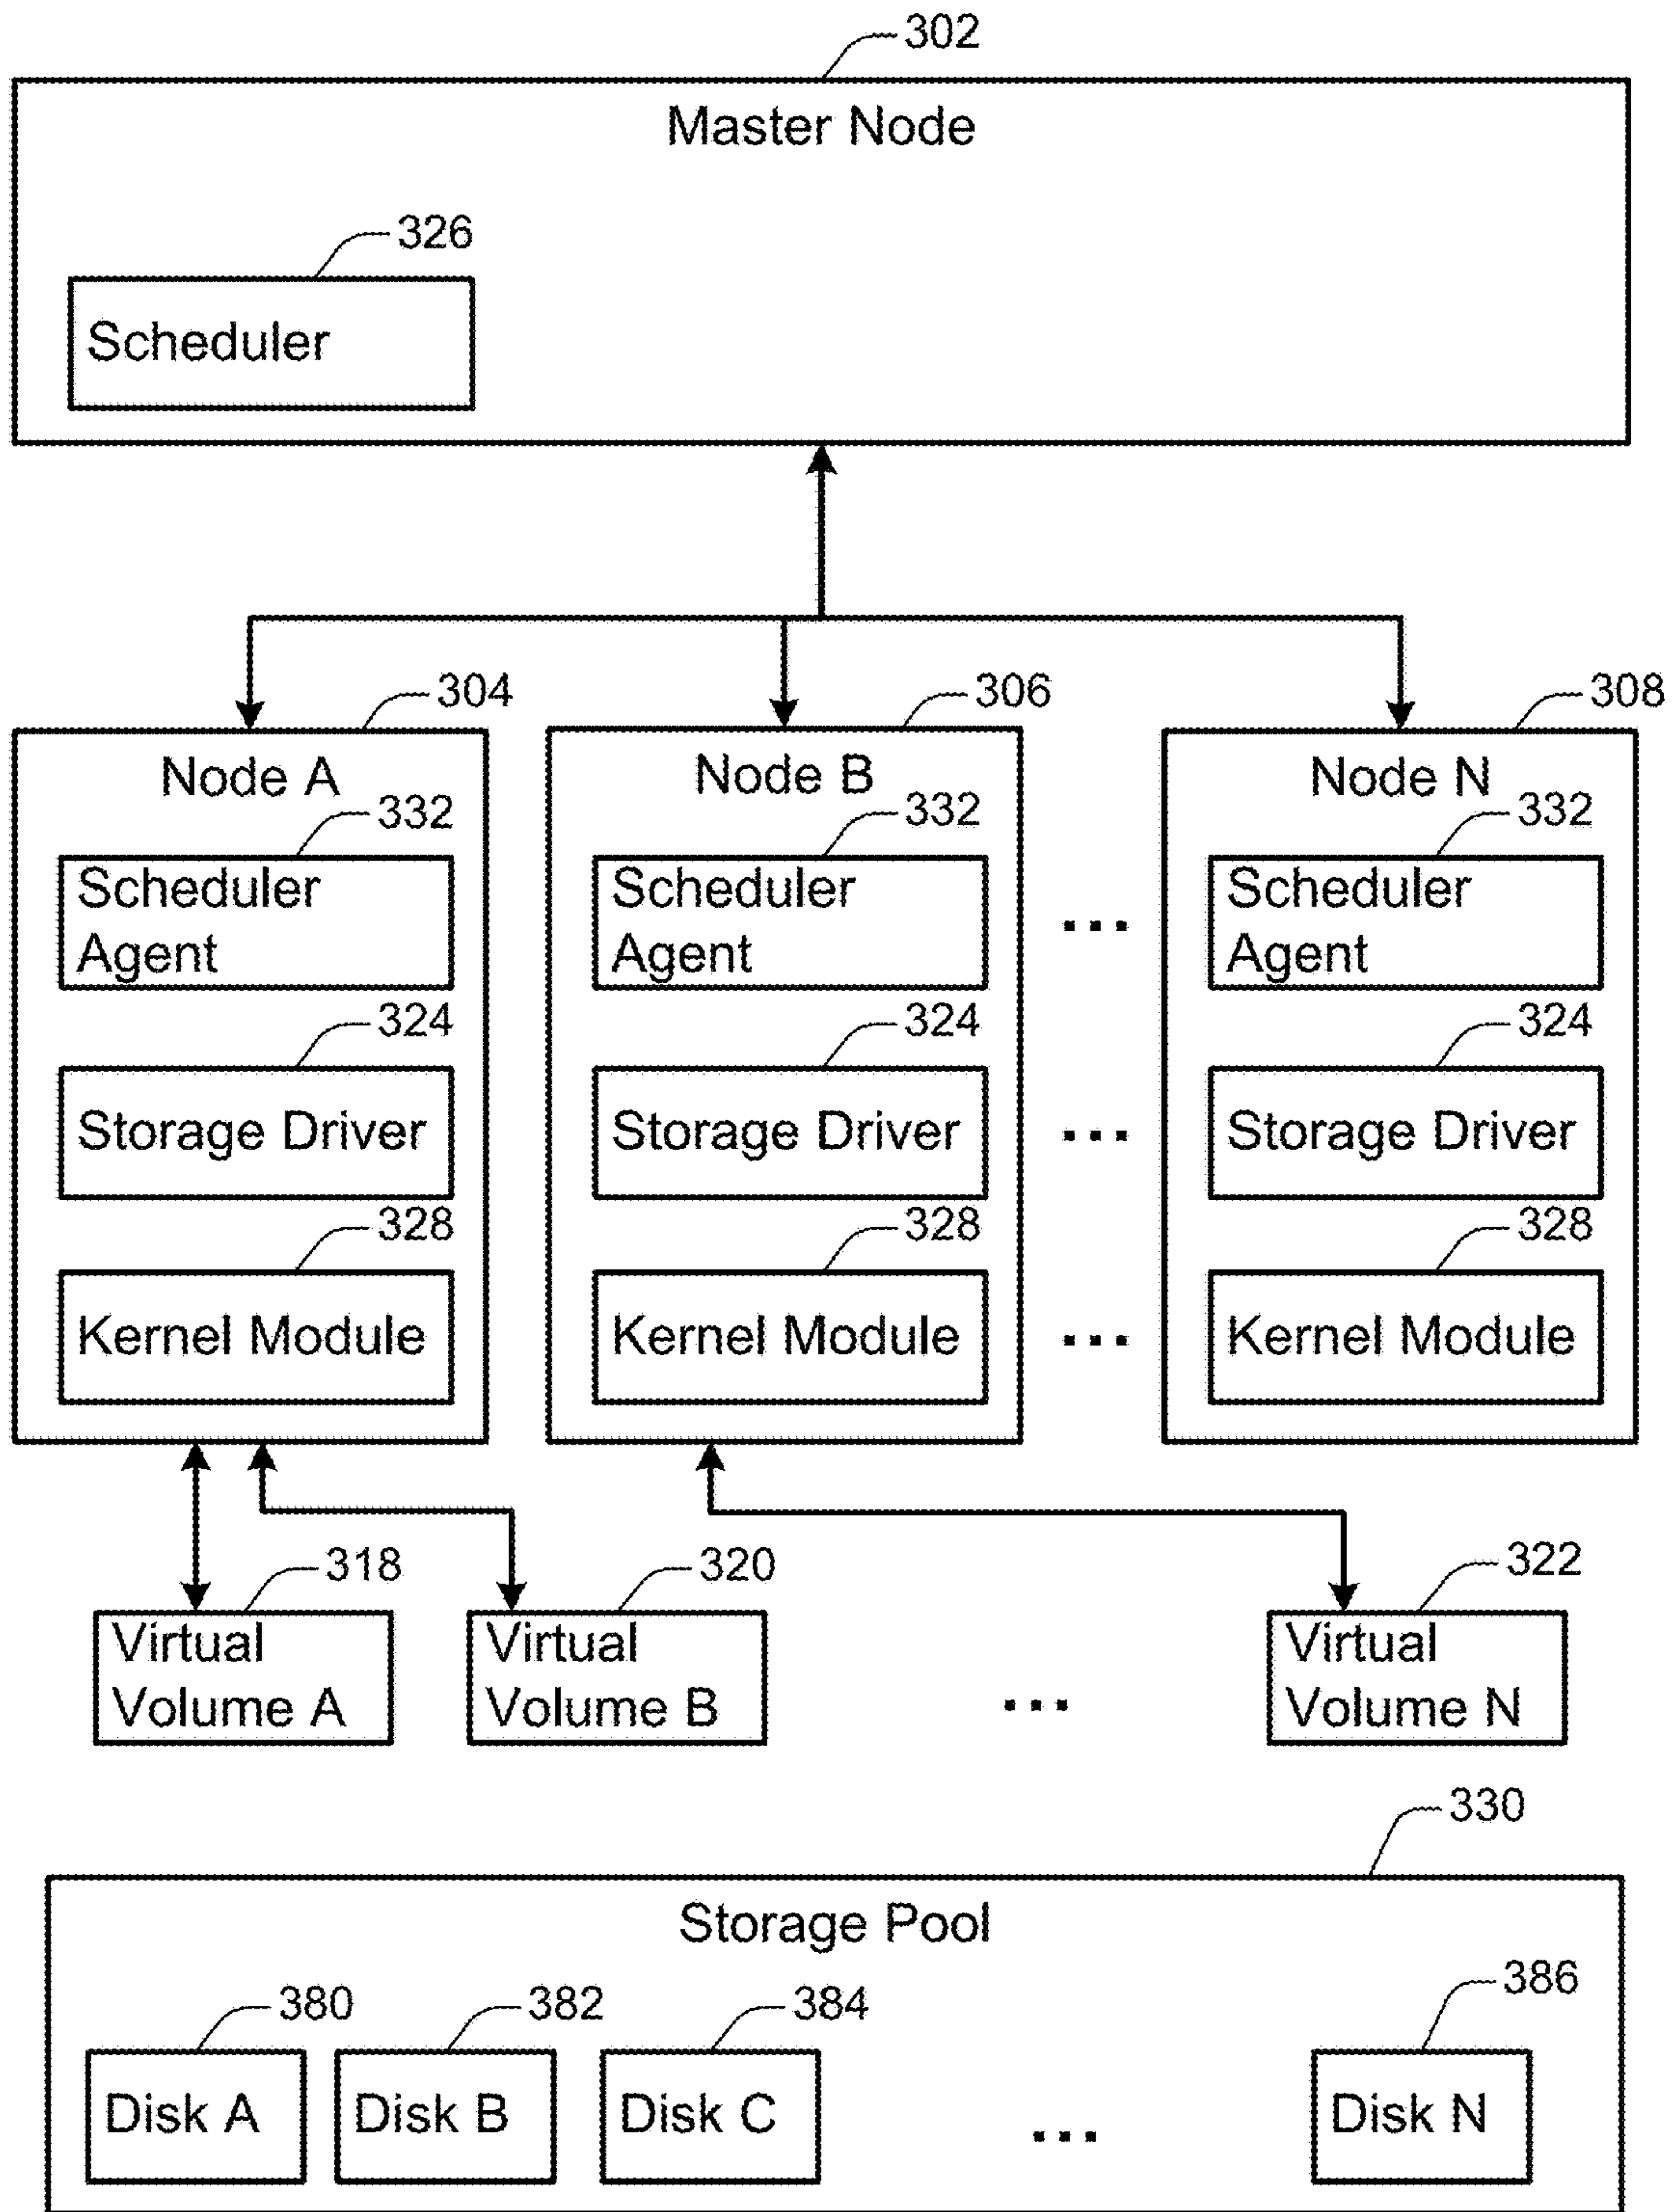 302
Master Node
326
Scheduler
304
306
308
Node A
Node B
Node N
332
332
332
Scheduler
Agent
Scheduler
Agent
Scheduler
Agent
...
324
324
324
Storage Driver
Storage Driver
...
Storage Driver
328
328
328
Kernel Module
Kernel Module
...
Kernel Module
318
320
322
Virtual
Volume A
Virtual
Volume B
...
Virtual
Volume N
330
Storage Pool
380
382
384
386
Disk A
Disk B
Disk C
...
Disk N